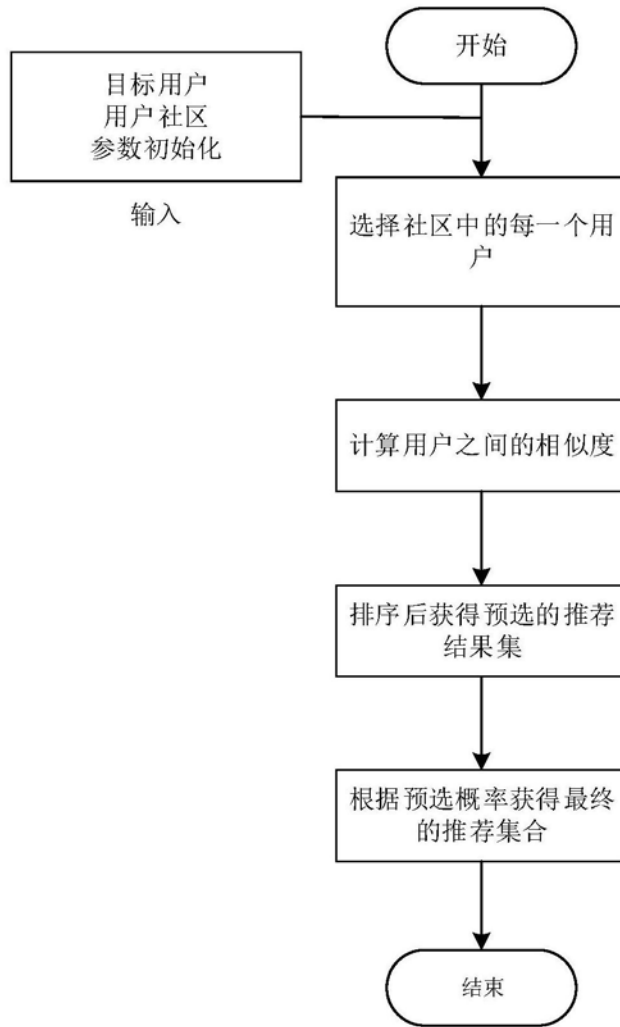 开始
目标用户
用户社区
参数初始化
输入
选择社区中的每一个用
户
计算用户之间的相似度
排序后获得预选的推荐
结果集
根据预选概率获得最终
的推荐集合
结束